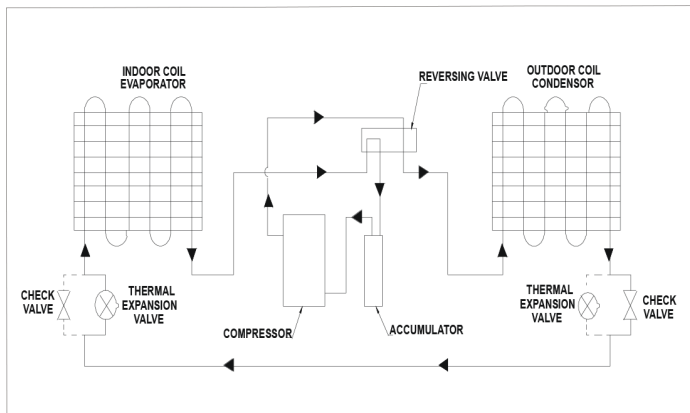 INDOOR COIL
EVAPORATOR
REVERSING VALVE
OUTDOOR COIL
CONDENSOR
CHECK
VALVE
THERMAL
EXPANSION
VALVE
COMPRESSOR
ACCUMULATOR
THERMAL
EXPANSION
VALVE
CHECK
VALVE